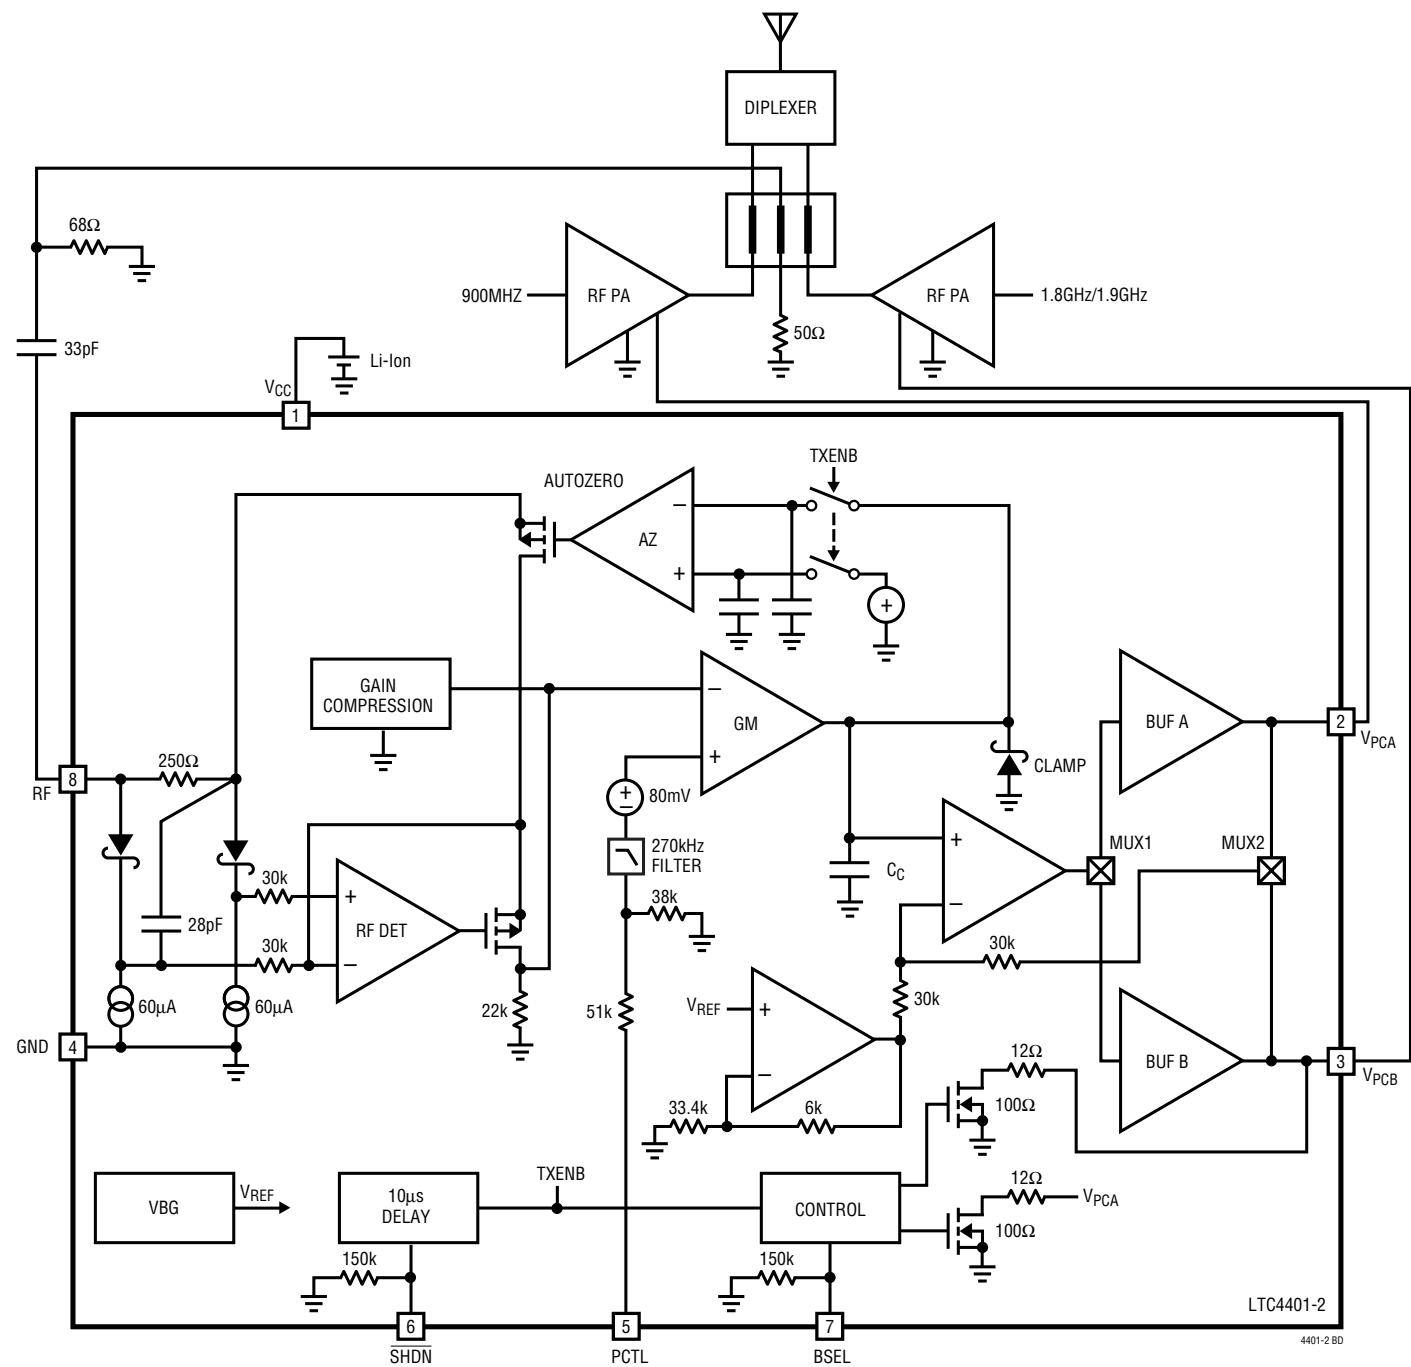 DIPLEXER
68Ω
900MHZ
RF PA
RF PA
1.8GHz/1.9GHz
50Ω
33pF
Li-Ion
VCC
1
TXENB
AUTOZERO
–
AZ
+
+
GAIN
COMPRESSION
–
GM
+
BUF A
2
VPCA
250Ω
8
RF
CLAMP
+
–
80mV
270kHz
FILTER
MUX1
MUX2
+
CC
–
30k
+
28pF
RF DET
38k
30k
–
30k
60µA
60µA
22k
51k
VREF
+
30k
–
GND
4
BUF B
3
VPCB
12Ω
100Ω
33.4k
6k
VBG
VREF
10µs
DELAY
TXENB
CONTROL
12Ω
VPCA
100Ω
150k
150k
LTC4401-2
6
5
7
SHDN
PCTL
BSEL
4401-2 BD